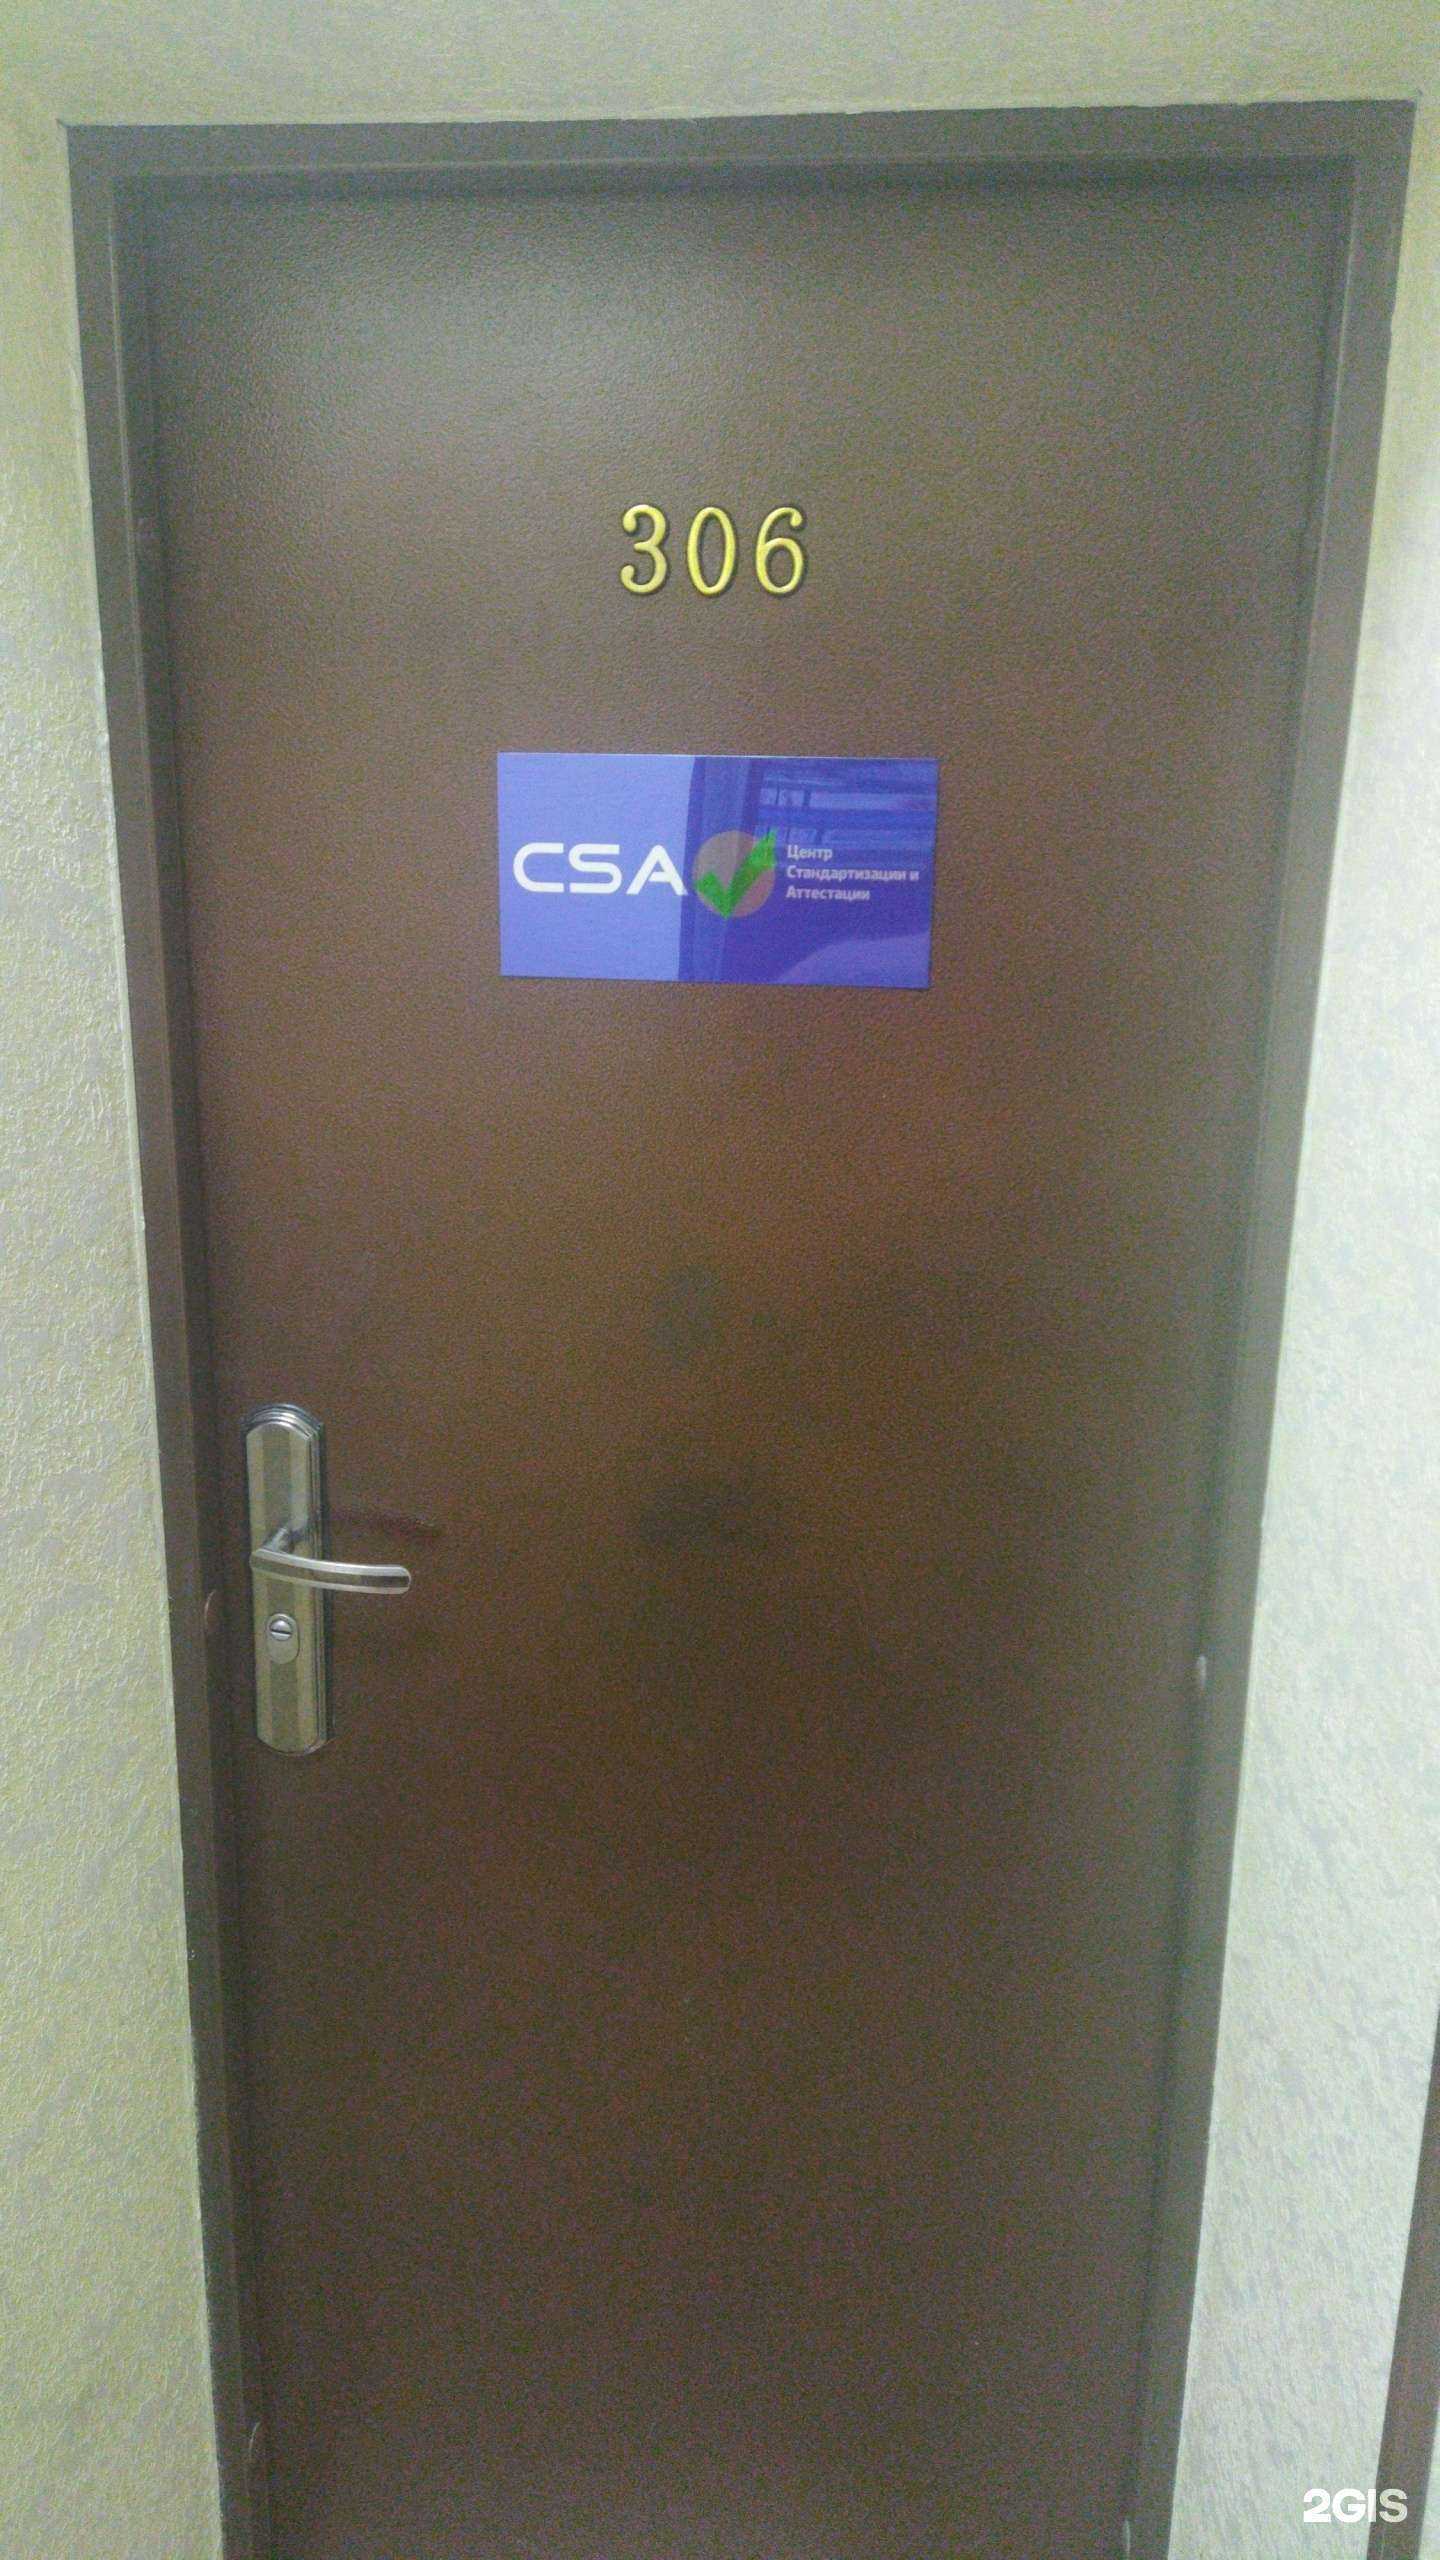 306
CSA
Центр
Стандартизации и
Аттестации
2GIS